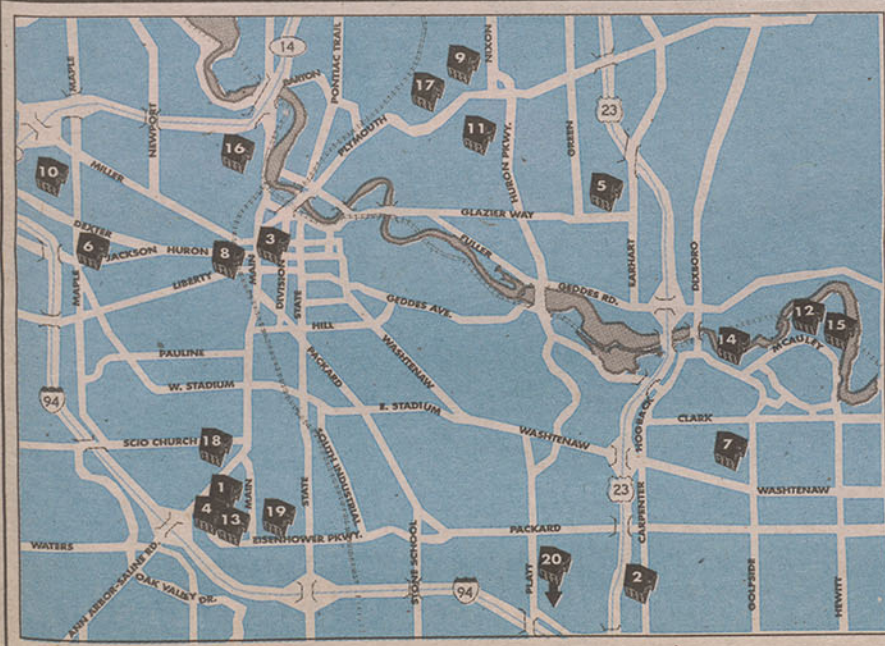 MAPLE
NEWPORT
14
BARTON
PONTIAC TRAIL
PLYMOUTH
17
9
NIXON
11
HURON PKWY.
GREEN
23
5
EARHART
DIXBORO
10
MILLER
16
DEXTER
6
JACKSON
HURON
8
3
MAPLE
LIBERTY
MAIN
DIVISION
STATE
GLAZIER WAY
FULLER
GEDDES AVE.
GEDDES RD.
HILL
PAULINE
W. STADIUM
PACKARD
WASHTENAW
E. STADIUM
14
12
15
MCAULEY
94
SCIO CHURCH
18
1
4
13
19
MAIN
STATE
SOUTH INDUSTRIAL
EISENHOWER PKWY.
WASHTENAW
HOGBACK
CLARK
7
WASHTENAW
23
CARPENTER
PACKARD
WATERS
ANN ARBOR-SALINE RD.
OAK VALLEY DR.
STONE SCHOOL
94
PLATT
20
2
GOLFSIDE
HEWITT